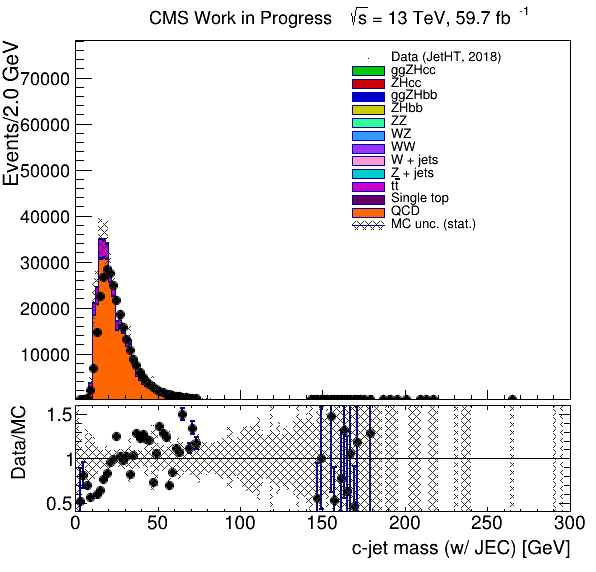 CMS Work in Progress √s = 13 TeV, 59.7 fb -1
Events/2.0 GeV
70000
60000
50000
40000
30000
20000
10000
Data (JetHT, 2018)
ggZHcc
ZHcc
ggZHbb
ZHbb
ZZ
WZ
WW
W + jets
Z + jets
tt̅
Single top
QCD
MC unc. (stat.)
Data/MC
1.5
1
0.5
0 50 100 150 200 250 300
c-jet mass (w/ JEC) [GeV]